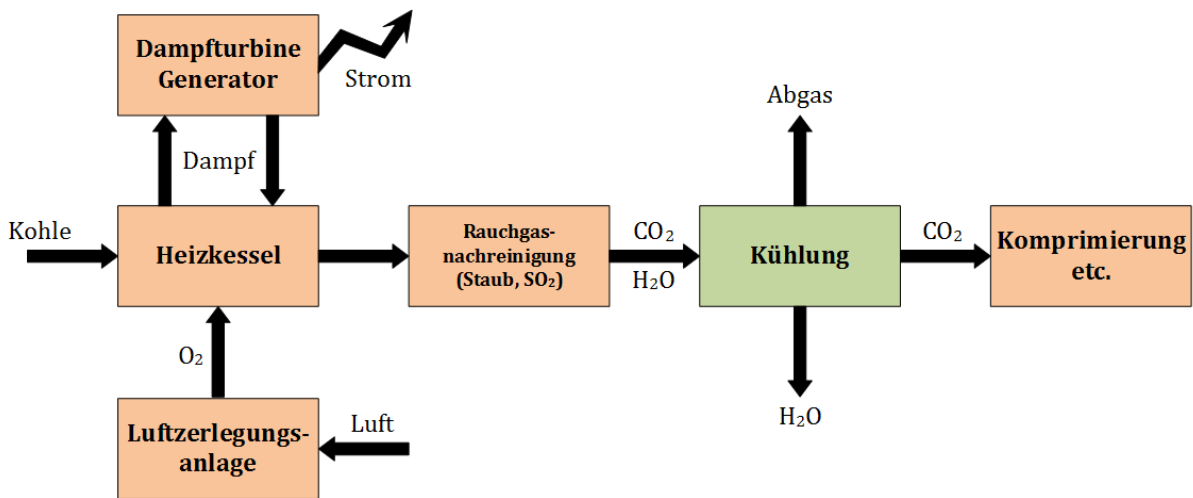 Dampfturbine
Generator
Strom
Abgas
Dampf
Kohle
Heizkessel
Rauchgas-
nachreinigung
(Staub, SO₂)
CO₂
H₂O
Kühlung
CO₂
Komprimierung
etc.
O₂
H₂O
Luftzerlegungs-
anlage
Luft